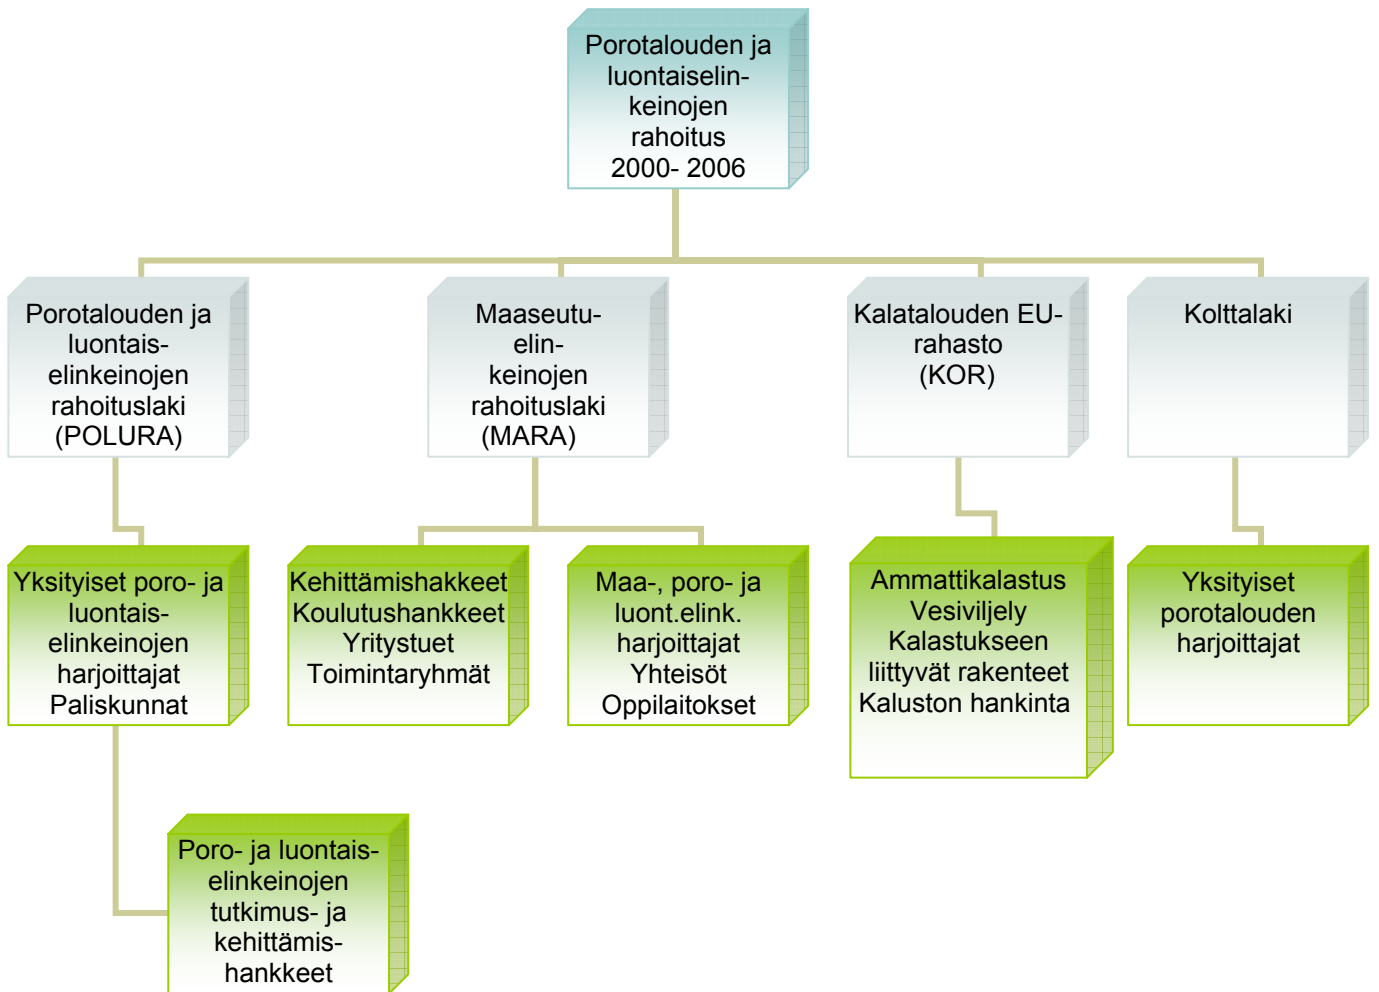 Porotalouden ja
luontaiselin-
keinojen
rahoitus
2000- 2006
Porotalouden ja
luontais-
elinkeinojen
rahoituslaki
(POLURA)
Maaseutu-
elin-
keinojen
rahoituslaki
(MARA)
Kalatalouden EU-
rahasto
(KOR)
Kolttalaki
Yksityiset poro- ja
luontais-
elinkeinojen
harjoittajat
Paliskunnat
Kehittämishakkeet
Koulutushankkeet
Yritystuet
Toimintaryhmät
Maa-, poro- ja
luont.elink.
harjoittajat
Yhteisöt
Oppilaitokset
Ammattikalastus
Vesiviljely
Kalastukseen
liittyvät rakenteet
Kaluston hankinta
Yksityiset
porotalouden
harjoittajat
Poro- ja luontais-
elinkeinojen
tutkimus- ja
kehittämis-
hankkeet